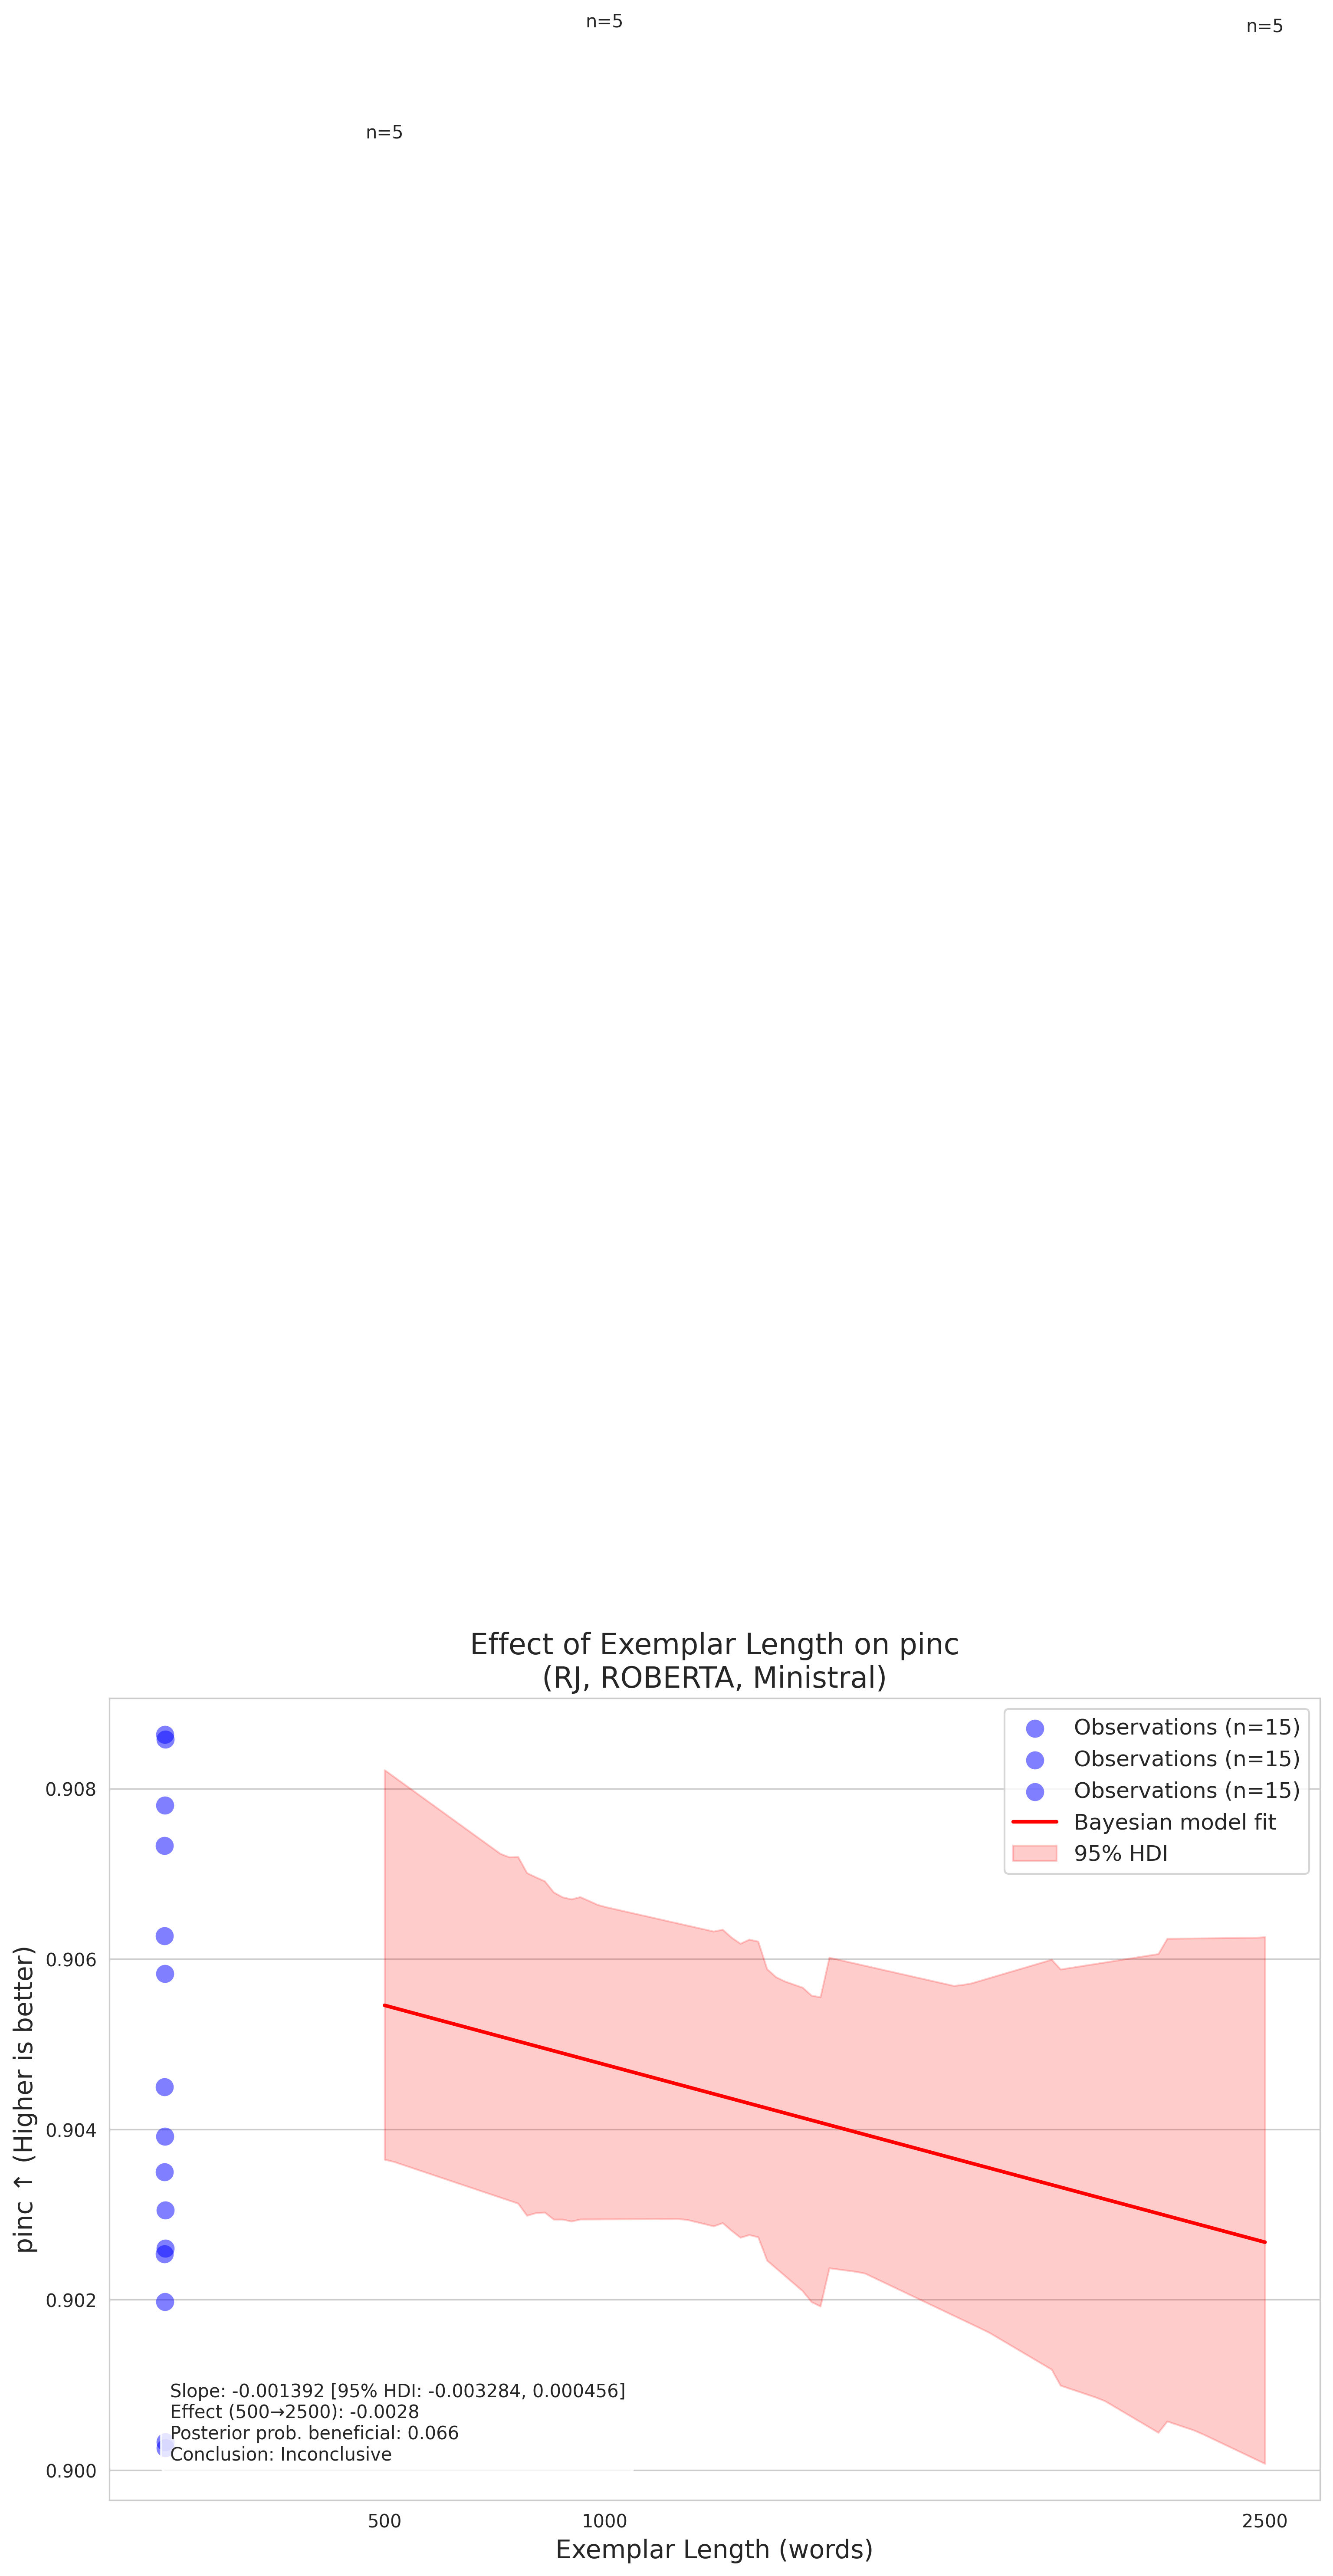 n=5
n=5
n=5
Effect of Exemplar Length on pinc
(RJ, ROBERTA, Ministral)
Observations (n=15)
Observations (n=15)
Observations (n=15)
Bayesian model fit
95% HDI
pinc ↑ (Higher is better)
0.908
0.906
0.904
0.902
0.900
Slope: -0.001392 [95% HDI: -0.003284, 0.000456]
Effect (500→2500): -0.0028
Posterior prob. beneficial: 0.066
Conclusion: Inconclusive
500
1000
2500
Exemplar Length (words)